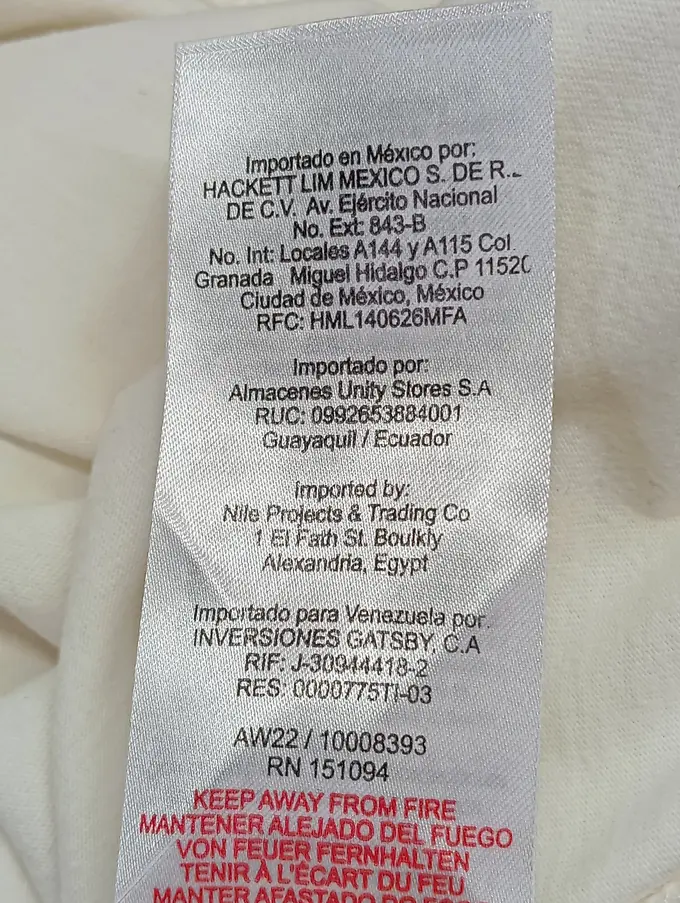 Importado en México por:
HACKETT LIM MEXICO S. DE R.L
DE C.V. Av. Ejército Nacional
No. Ext: 843-B
No. Int: Locales A144 y A115 Col
Granada Miguel Hidalgo C.P 11520
Ciudad de México, México
RFC: HML140626MFA
Importado por:
Almacenes Unity Stores S.A
RUC: 0992653884001
Guayaquil / Ecuador
imported by:
Nile Projects & Trading Co
1 El Fath St. Boulkly
Alexandria, Egypt
Importado para Venezuela por.
INVERSIONES GATSBY, C.A
RIF: J-30944418-2
RES: 0000775TI-03
AW22 / 10008393
RN 151094
KEEP AWAY FROM FIRE
MANTENER ALEJADO DEL FUEGO
VON FEUER FERNHALTEN
TENIR À L'ÉCART DU FEU
MANTER AFASTADO DO FOGO